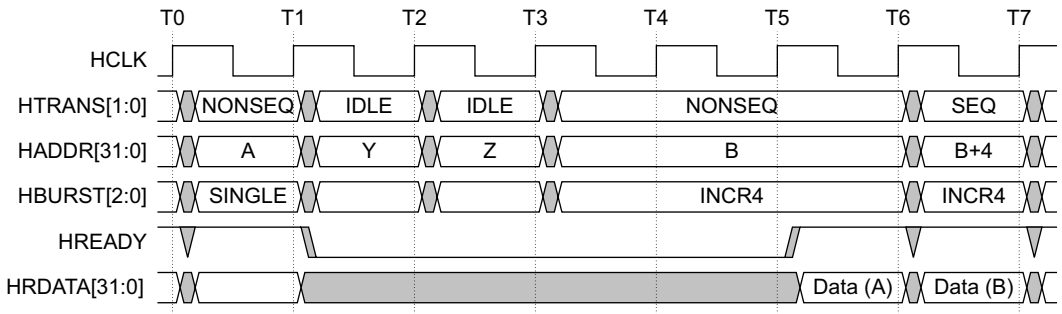 T0 T1 T2 T3 T4 T5 T6 T7
HCLK
HTRANS[1:0] NONSEQ IDLE IDLE NONSEQ SEQ
HADDR[31:0] A Y Z B B+4
HBURST[2:0] SINGLE INCR4 INCR4
HREADY
HRDATA[31:0] Data (A) Data (B)